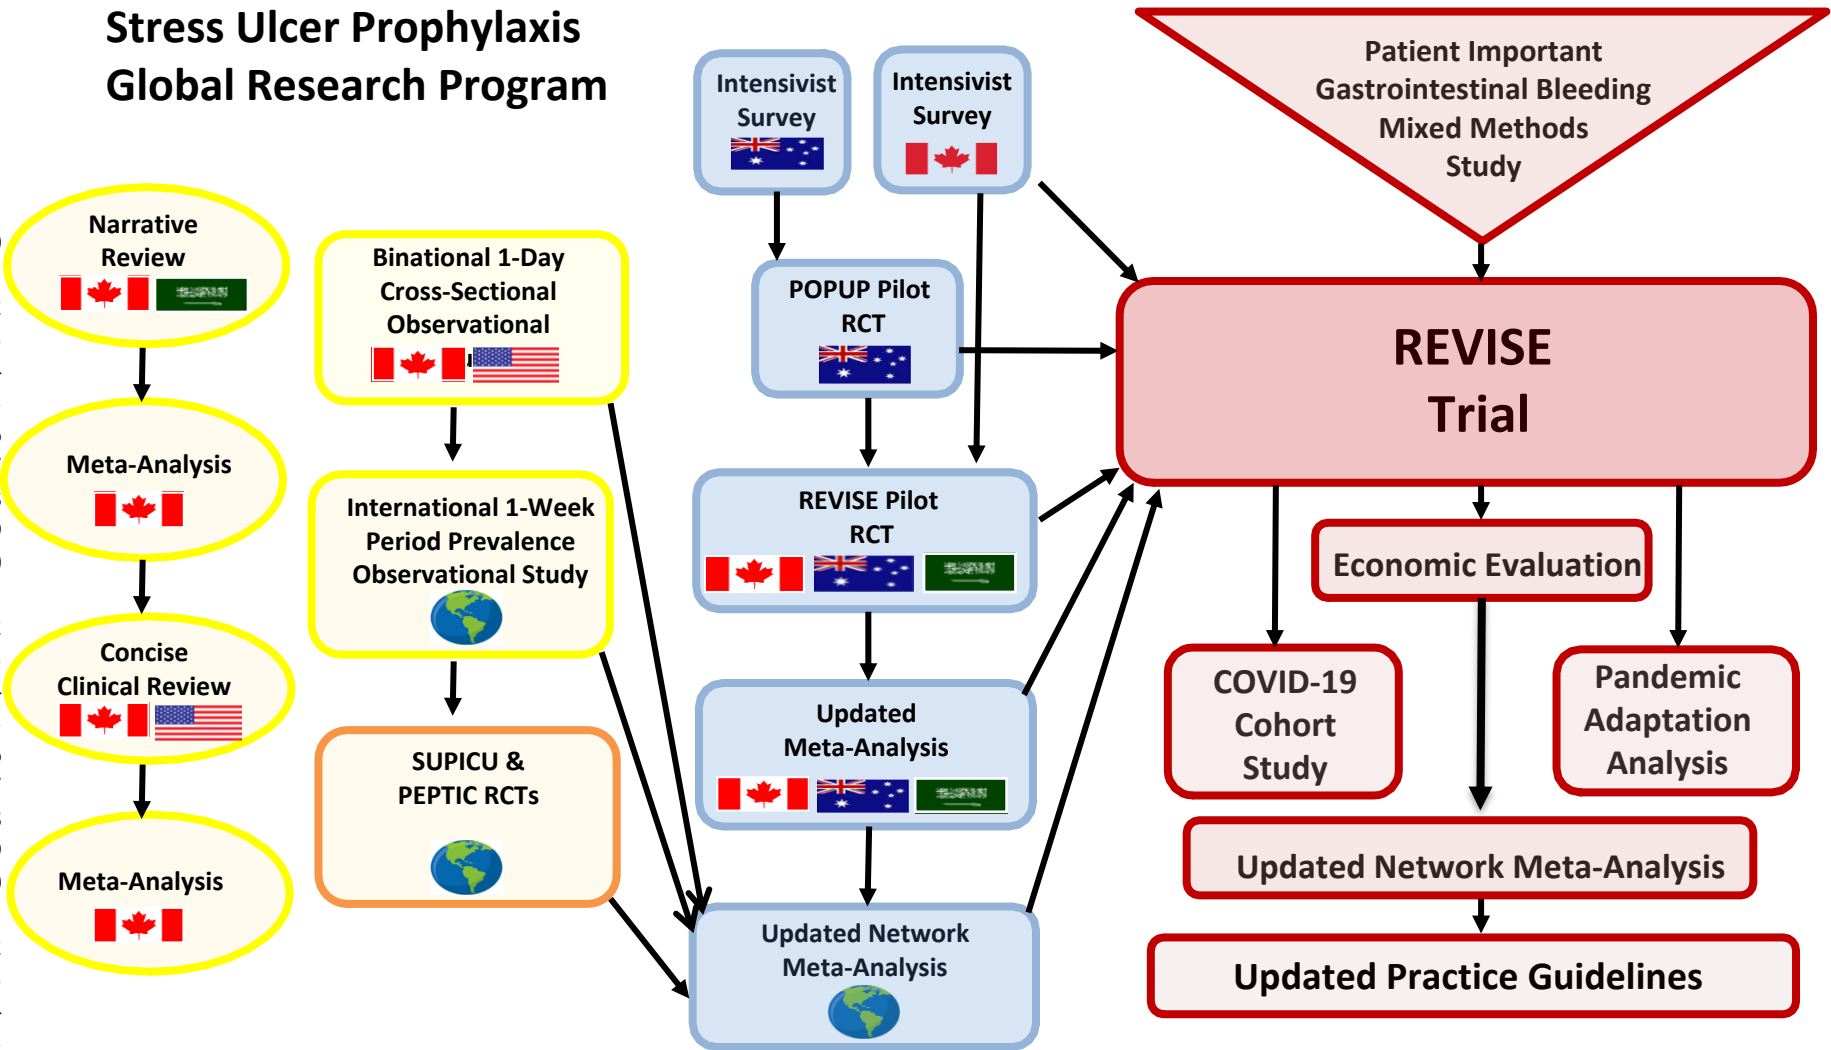 Stress Ulcer Prophylaxis
Global Research Program
Narrative
Review
Meta-Analysis
Concise
Clinical Review
Meta-Analysis
Binational 1-Day
Cross-Sectional
Observational
International 1-Week
Period Prevalence
Observational Study
SUPICU &
PEPTIC RCTs
Intensivist
Survey
Intensivist
Survey
POPUP Pilot
RCT
REVISE Pilot
RCT
Updated
Meta-Analysis
Updated Network
Meta-Analysis
Patient Important
Gastrointestinal Bleeding
Mixed Methods
Study
REVISE
Trial
Economic Evaluation
COVID-19
Cohort
Study
Pandemic
Adaptation
Analysis
Updated Network Meta-Analysis
Updated Practice Guidelines